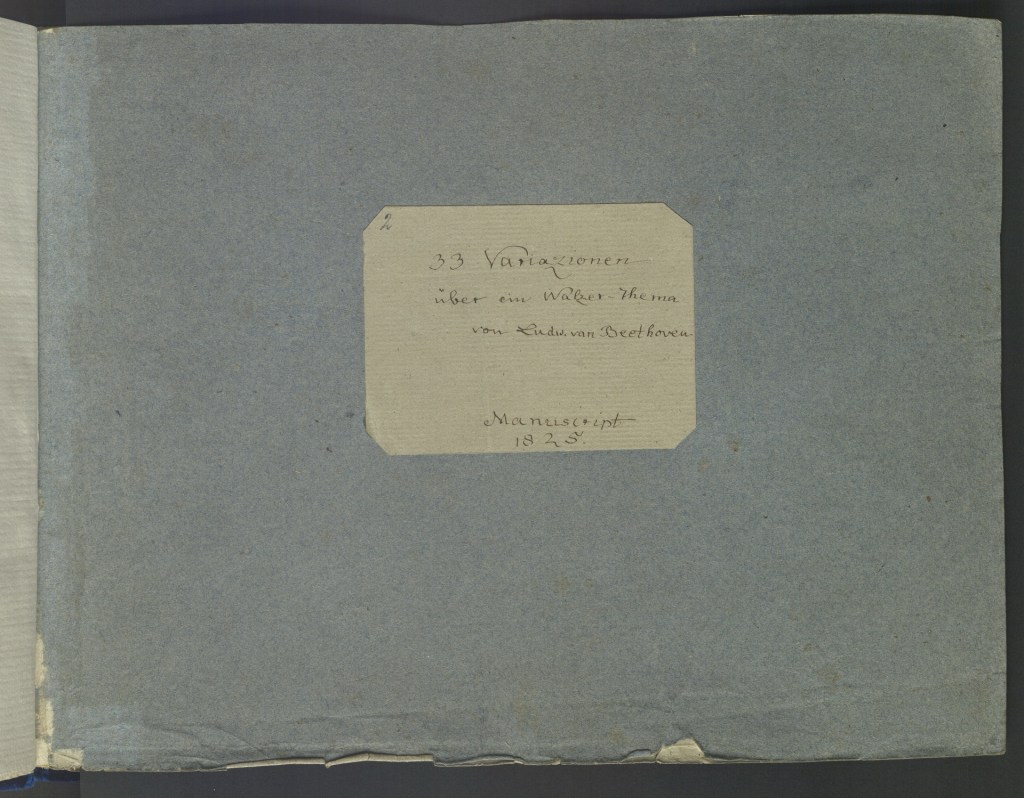 2
33 Variazionen
über ein Walzer-Thema
von Ludw. van Beethoven.
Manuscript
1825.